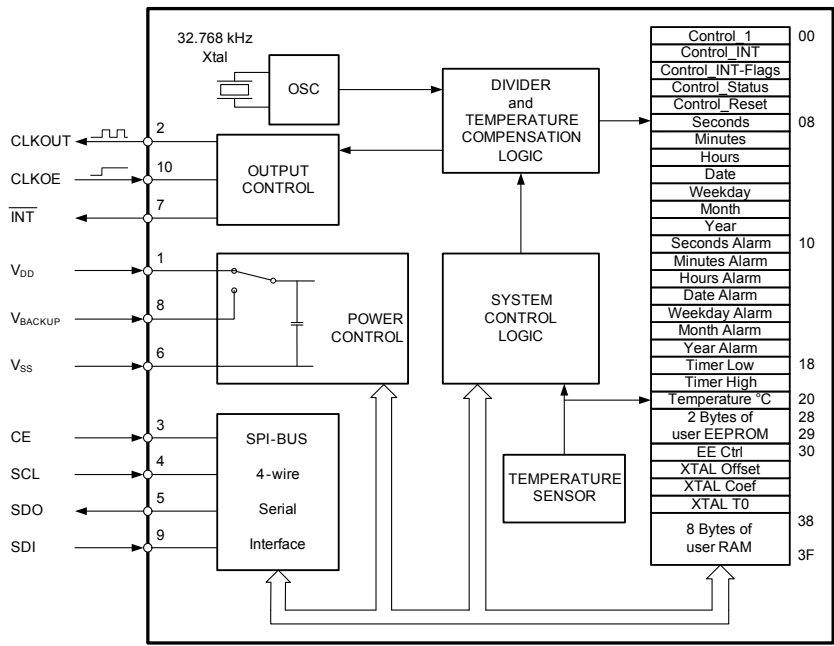 32.768 kHz
Xtal
OSC
DIVIDER
and
TEMPERATURE
COMPENSATION
LOGIC
CLKOUT
2
CLKOE
10
INT
7
OUTPUT
CONTROL
V_DD
1
V_BACKUP
8
V_SS
6
POWER
CONTROL
SYSTEM
CONTROL
LOGIC
CE
3
SCL
4
SDO
5
SDI
9
SPI-BUS
4-wire
Serial
Interface
TEMPERATURE
SENSOR
Control_1 00
Control_INT
Control_INT-Flags
Control_Status
Control_Reset
Seconds 08
Minutes
Hours
Date
Weekday
Month
Year
Seconds Alarm 10
Minutes Alarm
Hours Alarm
Date Alarm
Weekday Alarm
Month Alarm
Year Alarm
Timer Low 18
Timer High
Temperature °C 20
2 Bytes of 28
user EEPROM 29
EE Ctrl 30
XTAL Offset
XTAL Coef
XTAL T0
38
8 Bytes of
user RAM
3F